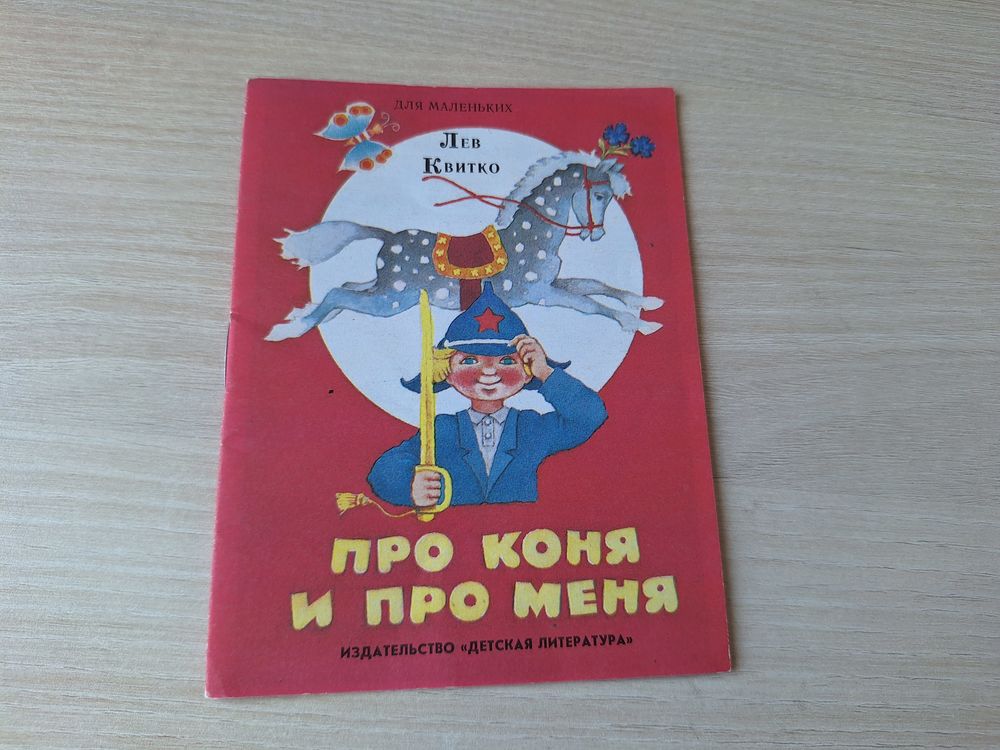 ДЛЯ МАЛЕНЬКИХ
ЛЕВ
КВИТКО
ПРО КОНЯ
И ПРО МЕНЯ
ИЗДАТЕЛЬСТВО «ДЕТСКАЯ ЛИТЕРАТУРА»